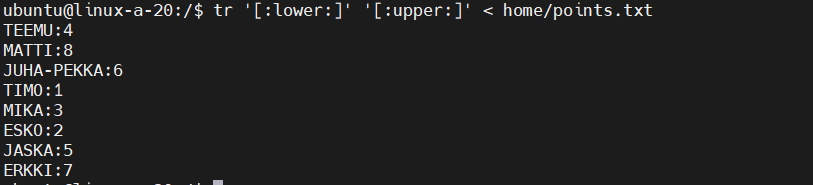 ubuntu@linux-a-20:/$ tr '[:lower:]' '[:upper:]' < home/points.txt
TEEMU:4
MATTI:8
JUHA-PEKKA:6
TIMO:1
MIKA:3
ESKO:2
JASKA:5
ERKKI:7